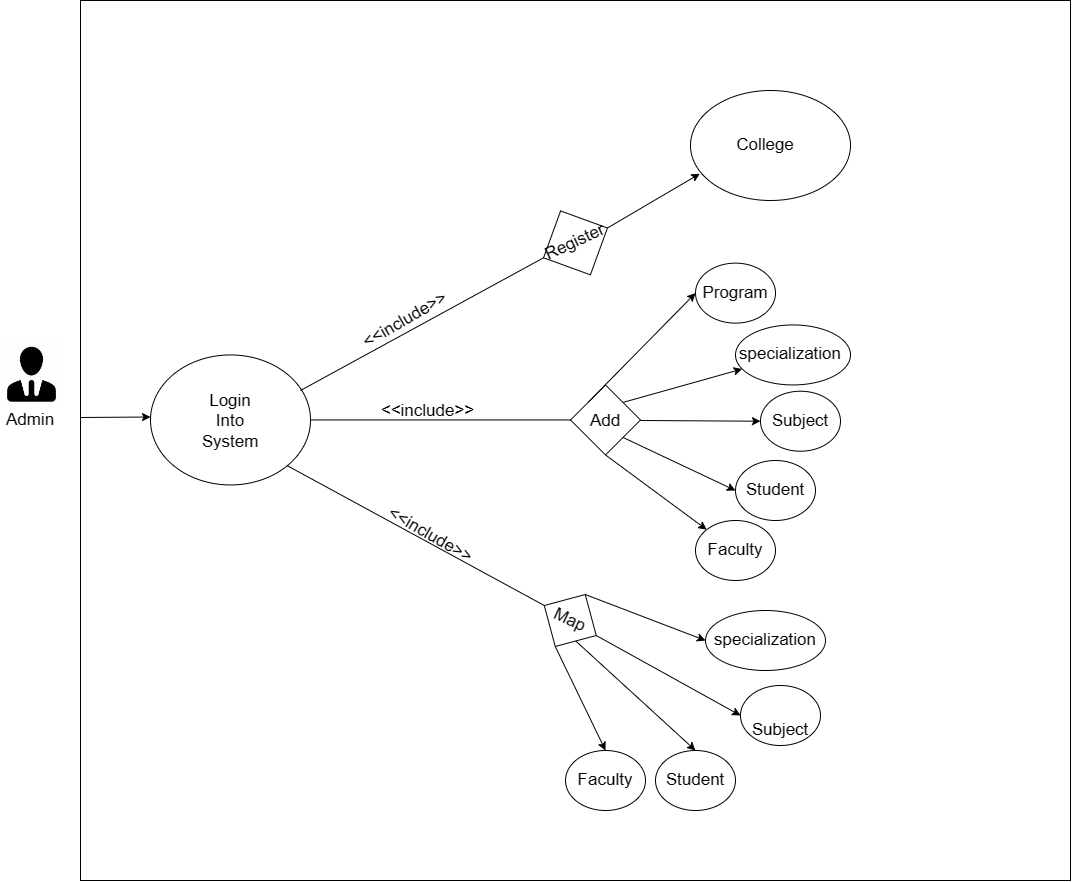 College
Register
<<include>>
Program
specialization
Admin
Login
Into
System
<<include>>
Add
Subject
Student
<<include>>
Faculty
Map
specialization
Subject
Faculty
Student